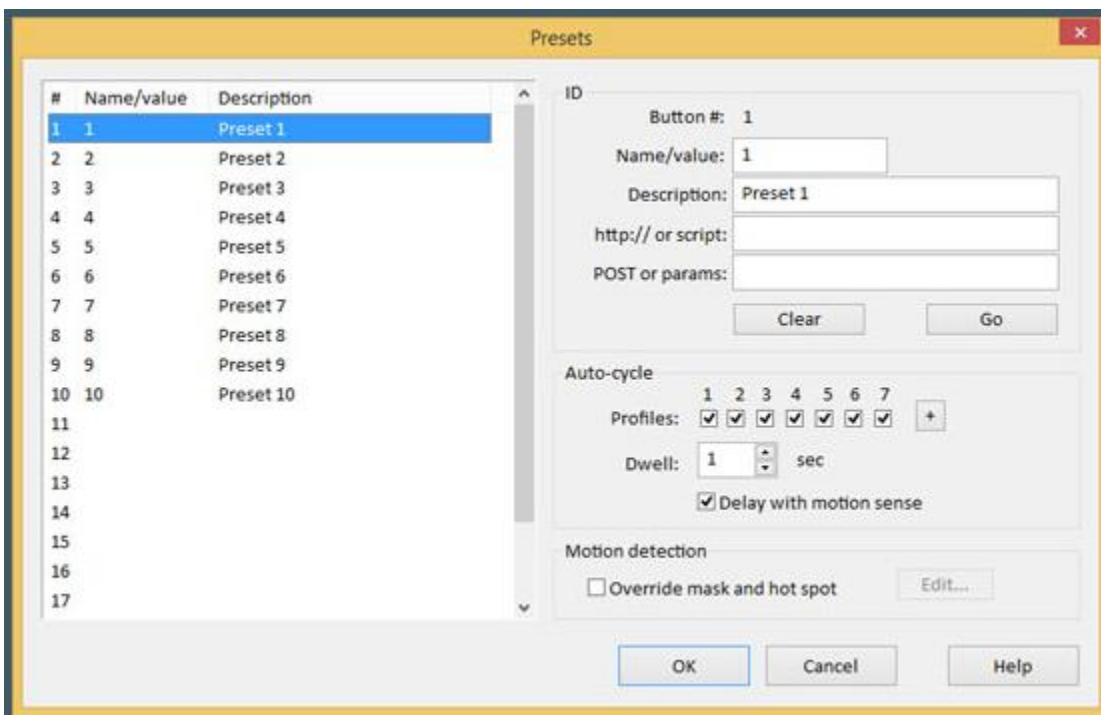 Presets
# Name/value Description
1 1 Preset 1
2 2 Preset 2
3 3 Preset 3
4 4 Preset 4
5 5 Preset 5
6 6 Preset 6
7 7 Preset 7
8 8 Preset 8
9 9 Preset 9
10 10 Preset 10
11
12
13
14
15
16
17
ID
Button #: 1
Name/value: 1
Description: Preset 1
http:// or script:
POST or params:
Clear Go
Auto-cycle
1 2 3 4 5 6 7
Profiles: +
Dwell: 1 sec
Delay with motion sense
Motion detection
Override mask and hot spot Edit...
OK Cancel Help